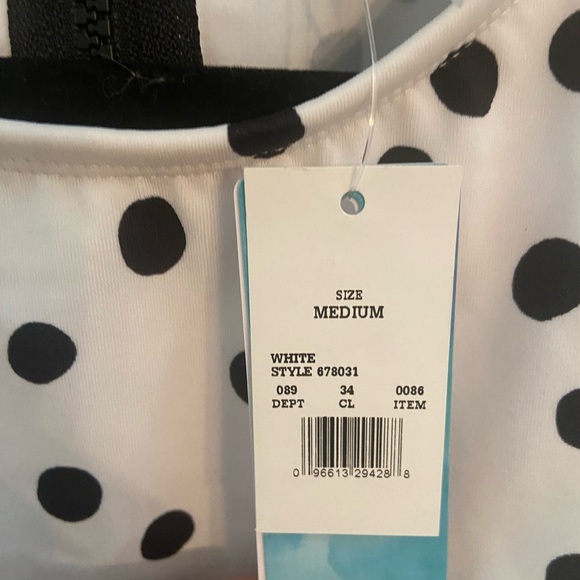 SIZE
MEDIUM
WHITE
STYLE 678031
089 34 0086
DEPT CL ITEM
0 96613 29428 8